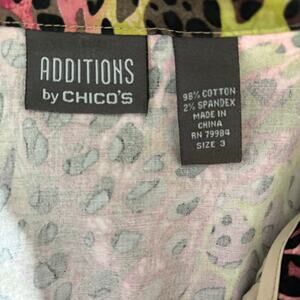 ADDITIONS
by CHICO'S
98% COTTON
2% SPANDEX
MADE IN
CHINA
RN 79984
SIZE 3